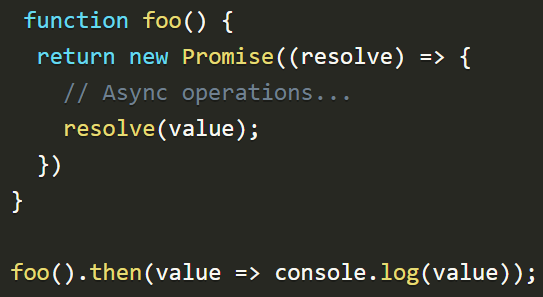 function foo() {
  return new Promise((resolve) => {
    // Async operations...
    resolve(value);
  })
}

foo().then(value => console.log(value));